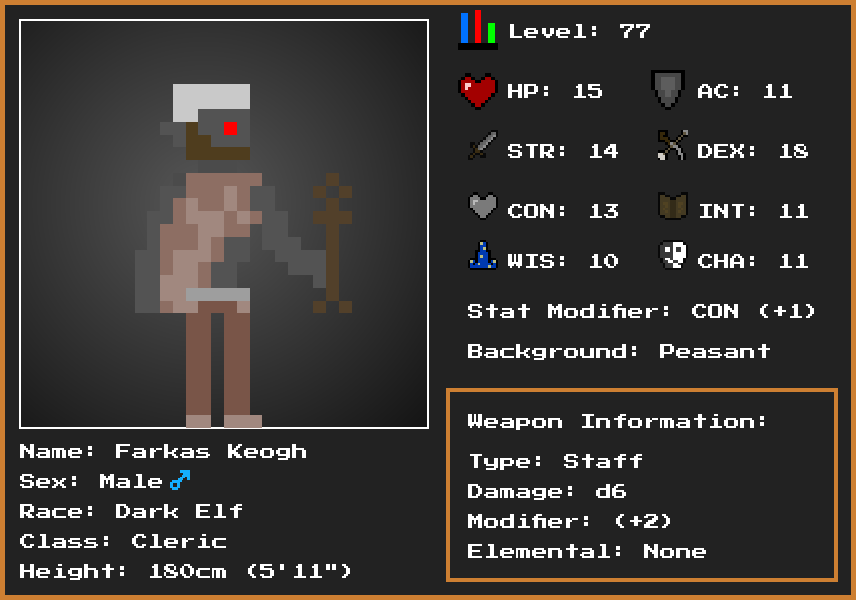 Level: 77
HP: 15
AC: 11
STR: 14
DEX: 18
CON: 13
INT: 11
WIS: 10
CHA: 11
Stat Modifier: CON (+1)
Background: Peasant
Weapon Information:
Type: Staff
Damage: d6
Modifier: (+2)
Elemental: None
Name: Farkas Keogh
Sex: Male ♂
Race: Dark Elf
Class: Cleric
Height: 180cm (5'11")